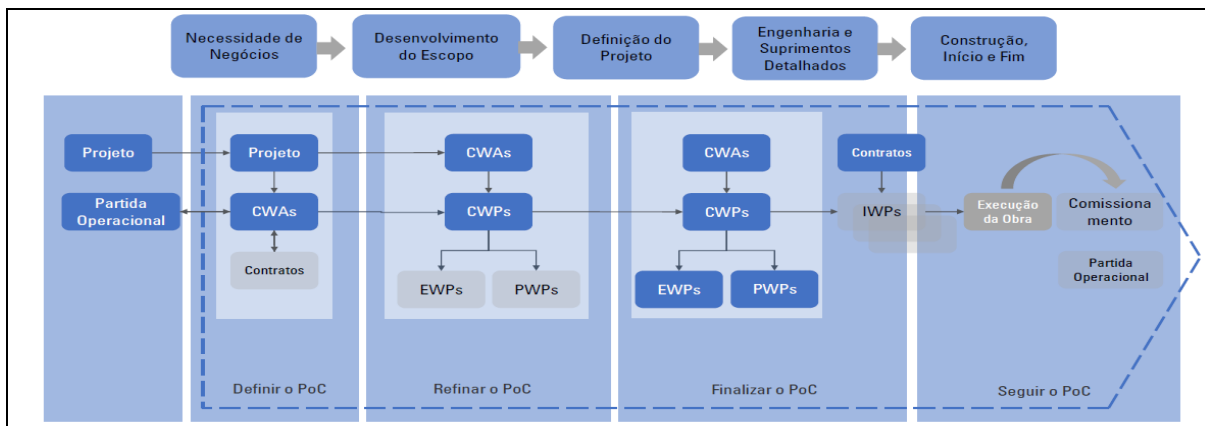 Necessidade de
Negócios
Desenvolvimento
do Escopo
Definição do
Projeto
Engenharia e
Suprimentos
Detalhados
Construção,
Início e Fim
Projeto
Partida
Operacional
Projeto
CWAs
Contratos
Definir o PoC
CWAs
CWPs
EWPs
PWPs
Refinar o PoC
CWAs
CWPs
EWPs
PWPs
Finalizar o PoC
Contratos
IWPs
Execução
da Obra
Comissiona
mento
Partida
Operacional
Seguir o PoC